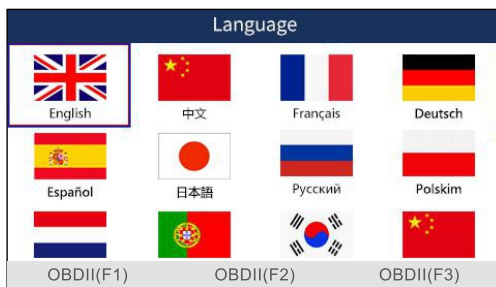 Language
English 中文 Français Deutsch
Español 日本語 Русский Polskim
OBDII(F1) OBDII(F2) OBDII(F3)